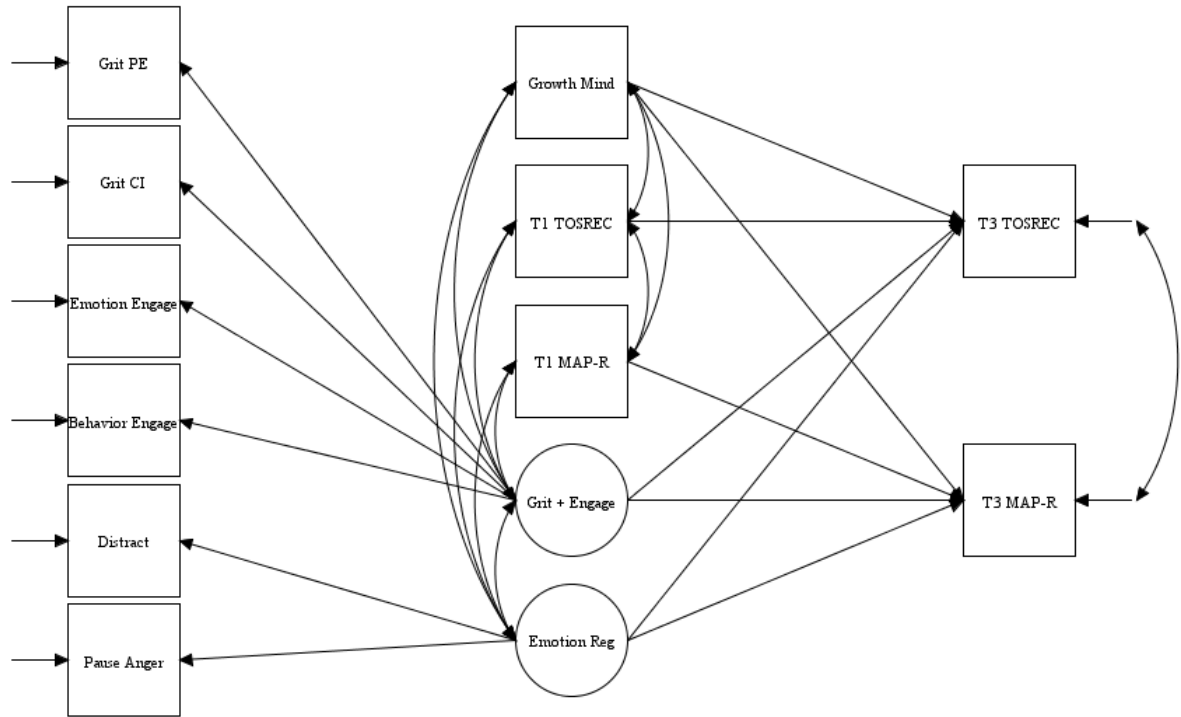 Grit PE
Grit CI
Emotion Engage
Behavior Engage
Distract
Pause Anger
Growth Mind
T1 TOSREC
T1 MAP-R
Grit + Engage
Emotion Reg
T3 TOSREC
T3 MAP-R